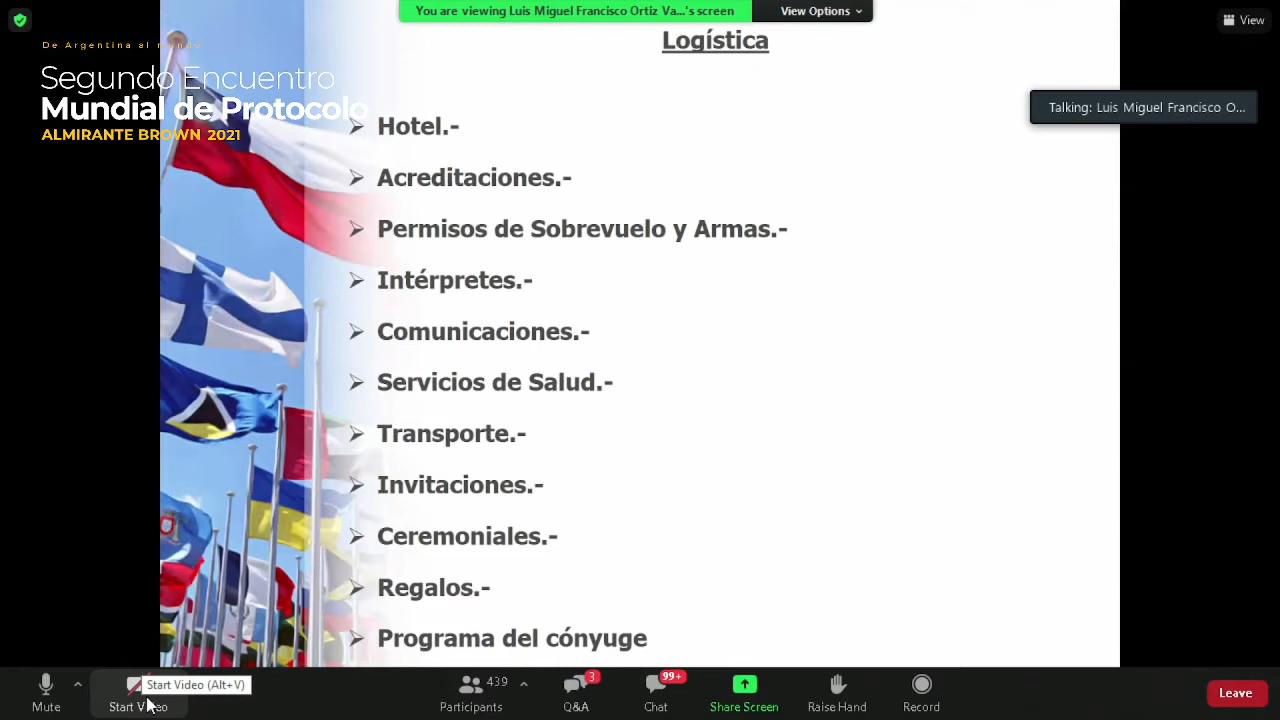 You are viewing Luis Miguel Francisco Ortiz Va...'s screen
View Options
View
De Argentina al mundo
Segundo Encuentro
Mundial de Protocolo
ALMIRANTE BROWN 2021
Logística
Talking: Luis Miguel Francisco O...
Hotel.-
Acreditaciones.-
Permisos de Sobrevuelo y Armas.-
Intérpretes.-
Comunicaciones.-
Servicios de Salud.-
Transporte.-
Invitaciones.-
Ceremoniales.-
Regalos.-
Programa del cónyuge
Start Video (Alt+V)
439
3
99+
Mute
Start Video
Participants
Q&A
Chat
Share Screen
Raise Hand
Record
Leave